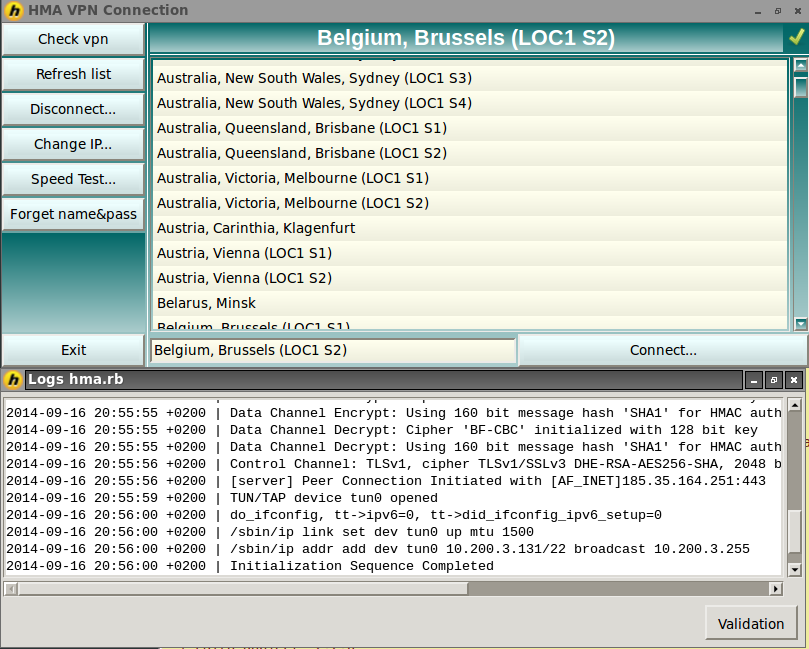 HMA VPN Connection
Check vpn
Refresh list
Disconnect...
Change IP...
Speed Test...
Forget name&pass
Exit
Belgium, Brussels (LOC1 S2)
Australia, New South Wales, Sydney (LOC1 S3)
Australia, New South Wales, Sydney (LOC1 S4)
Australia, Queensland, Brisbane (LOC1 S1)
Australia, Queensland, Brisbane (LOC1 S2)
Australia, Victoria, Melbourne (LOC1 S1)
Australia, Victoria, Melbourne (LOC1 S2)
Austria, Carinthia, Klagenfurt
Austria, Vienna (LOC1 S1)
Austria, Vienna (LOC1 S2)
Belarus, Minsk
Belgium, Brussels (LOC1 S1)
Belgium, Brussels (LOC1 S2)
Connect...
Logs hma.rb
2014-09-16 20:55:55 +0200 | Data Channel Encrypt: Using 160 bit message hash 'SHA1' for HMAC auth
2014-09-16 20:55:55 +0200 | Data Channel Decrypt: Cipher 'BF-CBC' initialized with 128 bit key
2014-09-16 20:55:55 +0200 | Data Channel Decrypt: Using 160 bit message hash 'SHA1' for HMAC auth
2014-09-16 20:55:56 +0200 | Control Channel: TLSv1, cipher TLSv1/SSLv3 DHE-RSA-AES256-SHA, 2048 b
2014-09-16 20:55:56 +0200 | [server] Peer Connection Initiated with [AF_INET]185.35.164.251:443
2014-09-16 20:55:59 +0200 | TUN/TAP device tun0 opened
2014-09-16 20:56:00 +0200 | do_ifconfig, tt->ipv6=0, tt->did_ifconfig_ipv6_setup=0
2014-09-16 20:56:00 +0200 | /sbin/ip link set dev tun0 up mtu 1500
2014-09-16 20:56:00 +0200 | /sbin/ip addr add dev tun0 10.200.3.131/22 broadcast 10.200.3.255
2014-09-16 20:56:00 +0200 | Initialization Sequence Completed
Validation